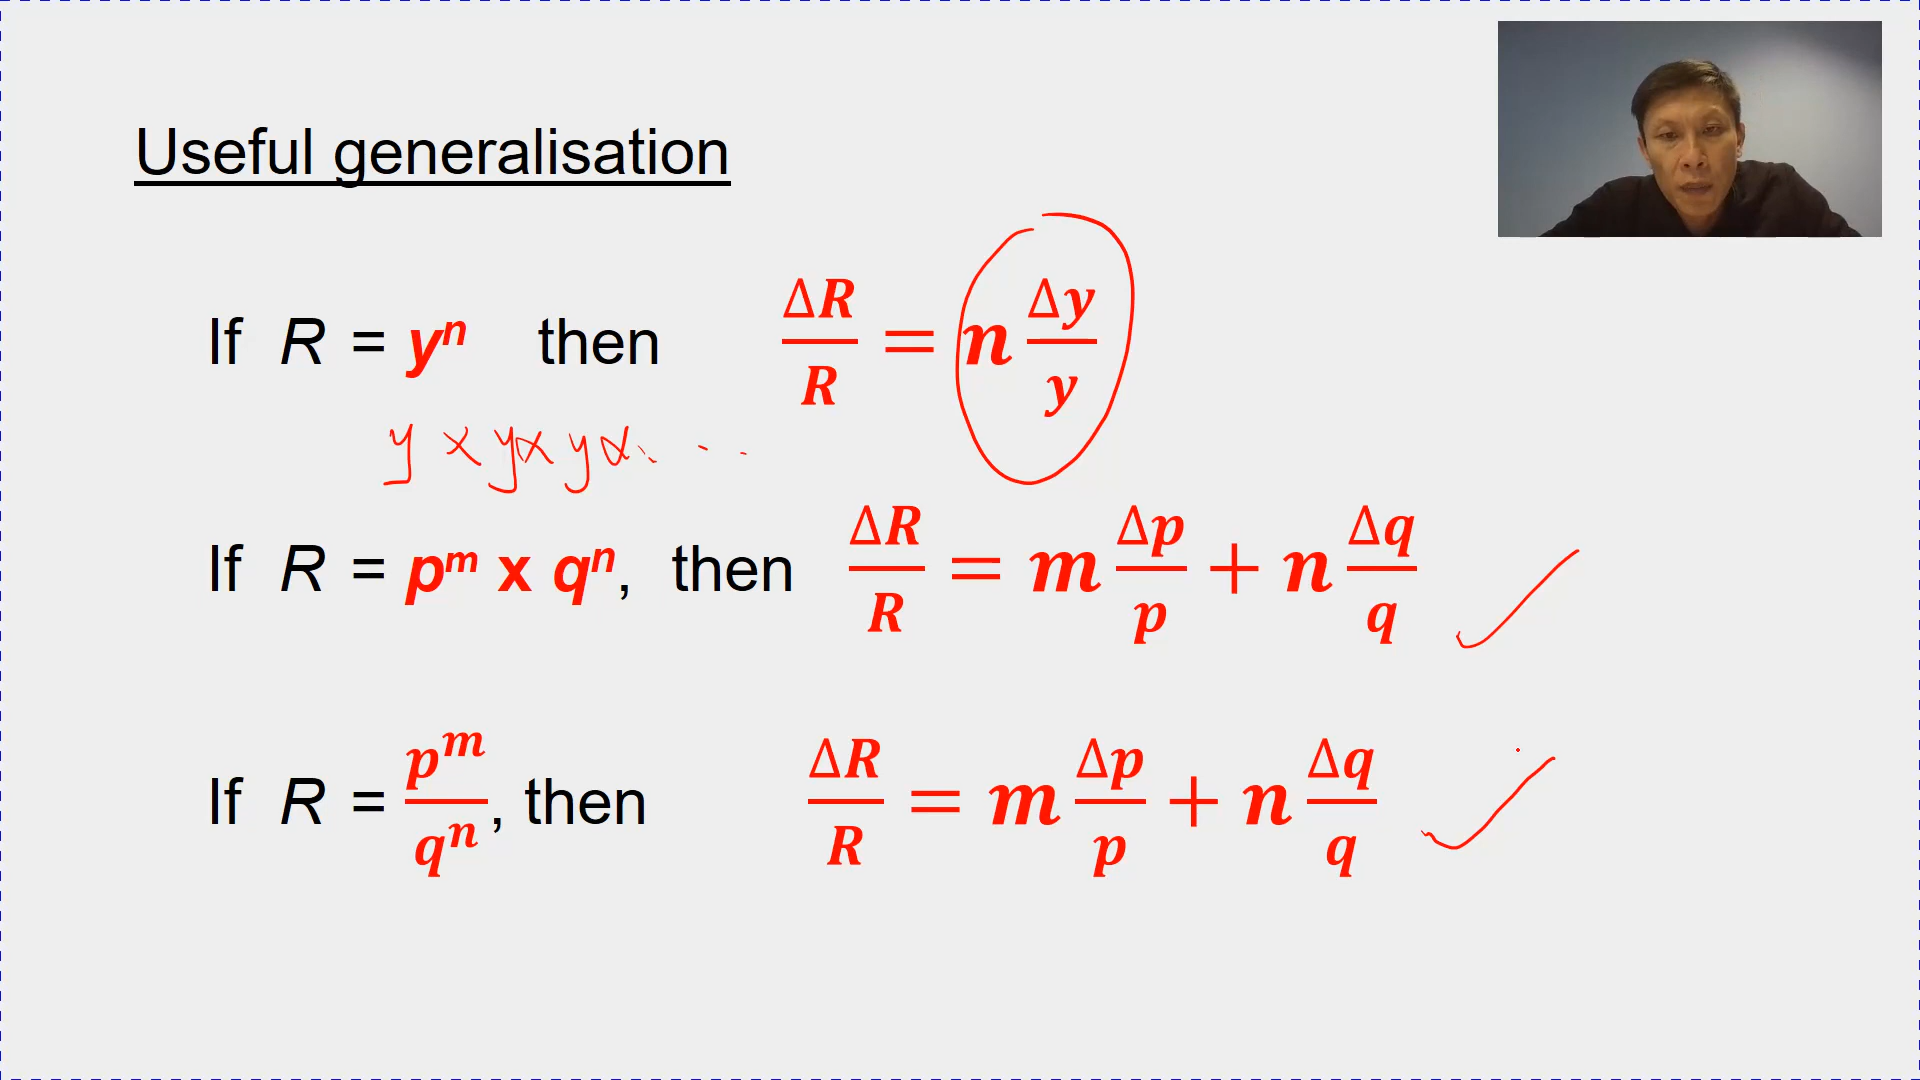 Useful generalisation
If R = yⁿ then ΔR/R = n Δy/y
y × y × y × . . .
If R = pᵐ x qⁿ, then ΔR/R = m Δp/p + n Δq/q
If R = pᵐ/qⁿ, then ΔR/R = m Δp/p + n Δq/q